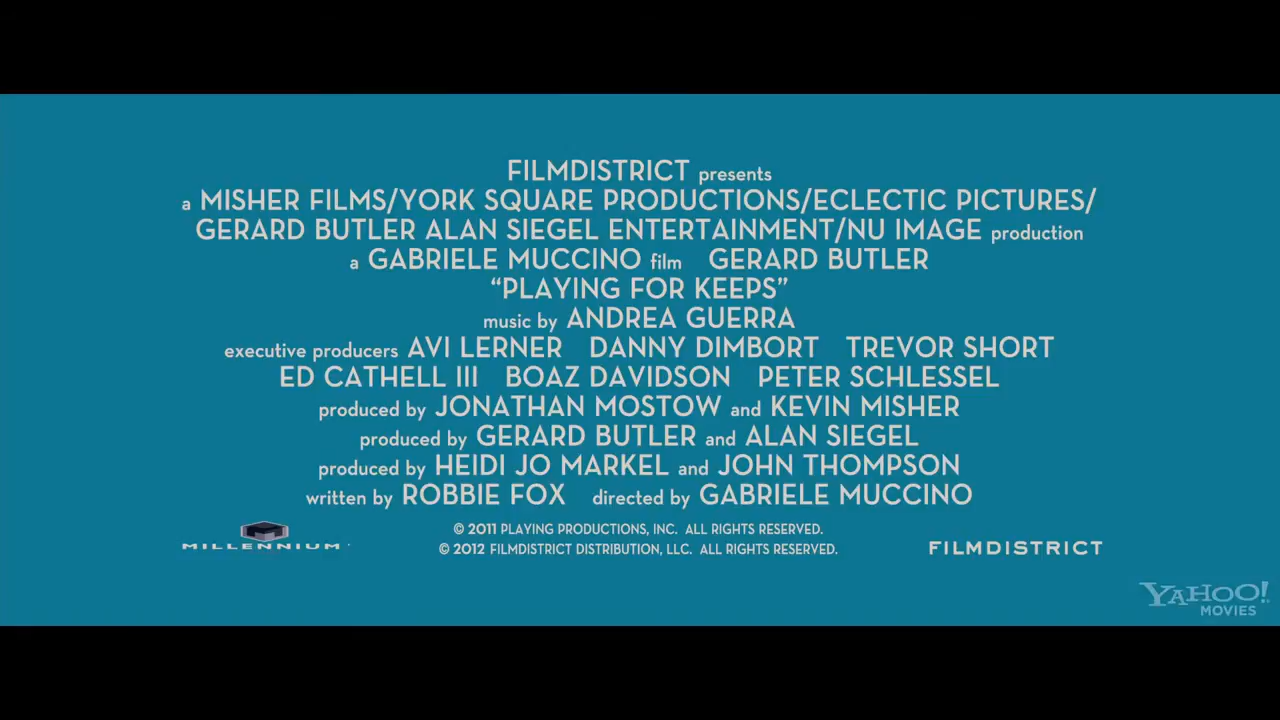 FILMDISTRICT presents
a MISHER FILMS/YORK SQUARE PRODUCTIONS/ECLECTIC PICTURES/
GERARD BUTLER ALAN SIEGEL ENTERTAINMENT/NU IMAGE production
a GABRIELE MUCCINO film GERARD BUTLER
“PLAYING FOR KEEPS”
music by ANDREA GUERRA
executive producers AVI LERNER DANNY DIMBORT TREVOR SHORT
ED CATHELL III BOAZ DAVIDSON PETER SCHLESSEL
produced by JONATHAN MOSTOW and KEVIN MISHER
produced by GERARD BUTLER and ALAN SIEGEL
produced by HEIDI JO MARKEL and JOHN THOMPSON
written by ROBBIE FOX directed by GABRIELE MUCCINO
© 2011 PLAYING PRODUCTIONS, INC. ALL RIGHTS RESERVED.
© 2012 FILMDISTRICT DISTRIBUTION, LLC. ALL RIGHTS RESERVED.
MILLENNIUM
FILMDISTRICT
YAHOO!
MOVIES